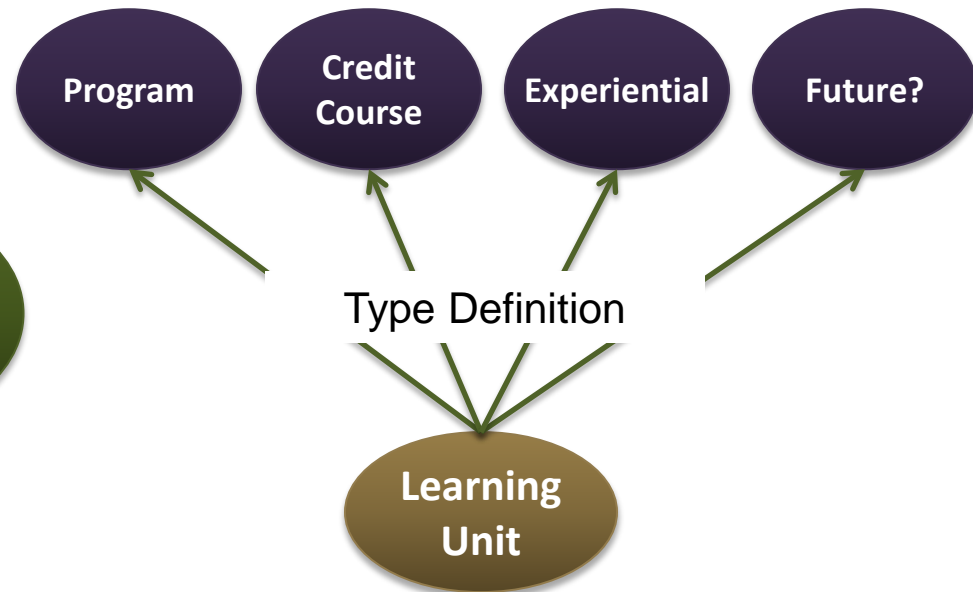 Program
Credit
Course
Experiential
Future?
Type Definition
Learning
Unit